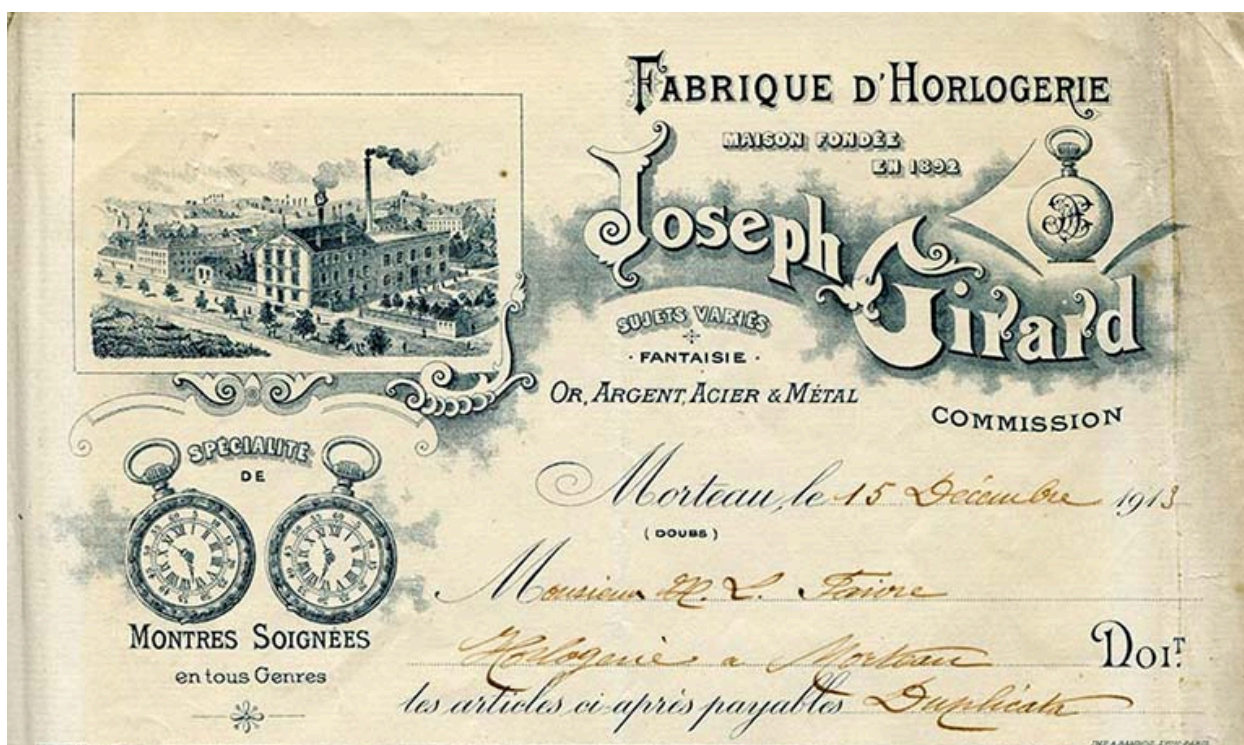 FABRIQUE D'HORLOGERIE
MAISON FONDÉE
EN 1892
Joseph Girard
SUJETS VARIÉS
· FANTAISIE ·
OR, ARGENT, ACIER & MÉTAL
COMMISSION
SPÉCIALITÉ
DE
MONTRES SOIGNÉES
en tous Genres
Morteau, le 15 Décembre 1913
(DOUBS)
Monsieur L. Faivre
Horlogerie a Morteau DOIT.
les articles ci-après payables Duplicata